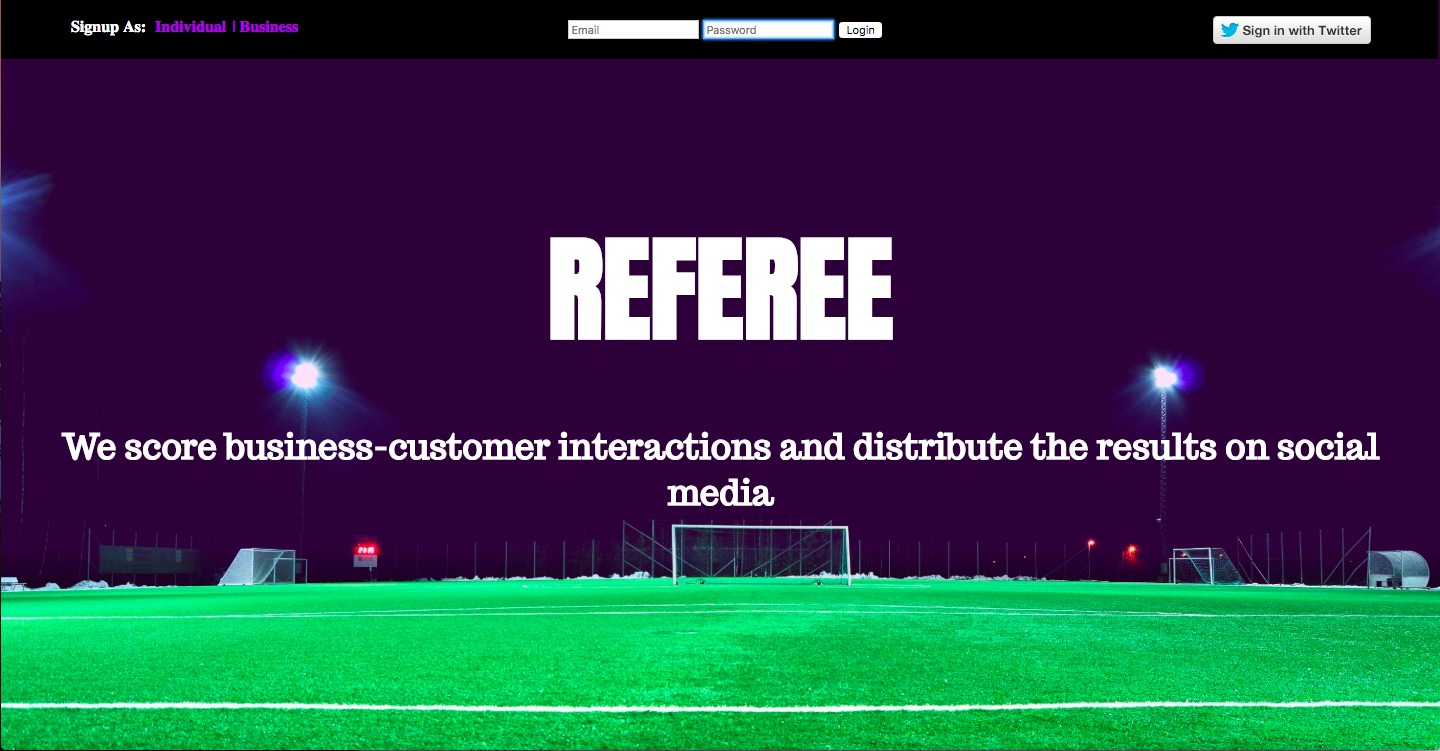 Signup As: Individual | Business
Email
Password
Login
Sign in with Twitter
REFEREE
We score business-customer interactions and distribute the results on social
media